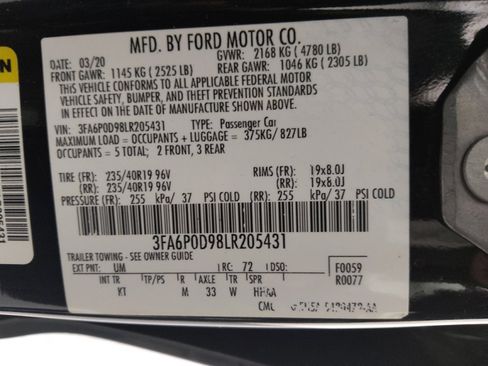 MFD. BY FORD MOTOR CO.
DATE: 03/20 GVWR: 2168 KG ( 4780 LB)
FRONT GAWR: 1145 KG ( 2525 LB) REAR GAWR: 1046 KG ( 2305 LB)
THIS VEHICLE CONFORMS TO ALL APPLICABLE FEDERAL MOTOR
VEHICLE SAFETY, BUMPER, AND THEFT PREVENTION STANDARDS
IN EFFECT ON THE DATE OF MANUFACTURE SHOWN ABOVE.
VIN: 3FA6P0D98LR205431 TYPE: Passenger Car
MAXIMUM LOAD = OCCUPANTS + LUGGAGE = 375KG/ 827LB
OCCUPANTS = 5 TOTAL; 2 FRONT, 3 REAR
TIRE (FR): 235/40R19 96V RIMS (FR): 19x8.0J
(RR): 235/40R19 96V (RR): 19x8.0J
PRESSURE (FR): 255 kPa/ 37 PSI COLD (RR): 255 kPa/ 37 PSI COLD
3FA6P0D98LR205431
TRAILER TOWING - SEE OWNER GUIDE
EXT PNT: UM RC: 72 DSO: F0059
INT TR TP/PS R AXLE TR SPR R0077
KT M 33 W